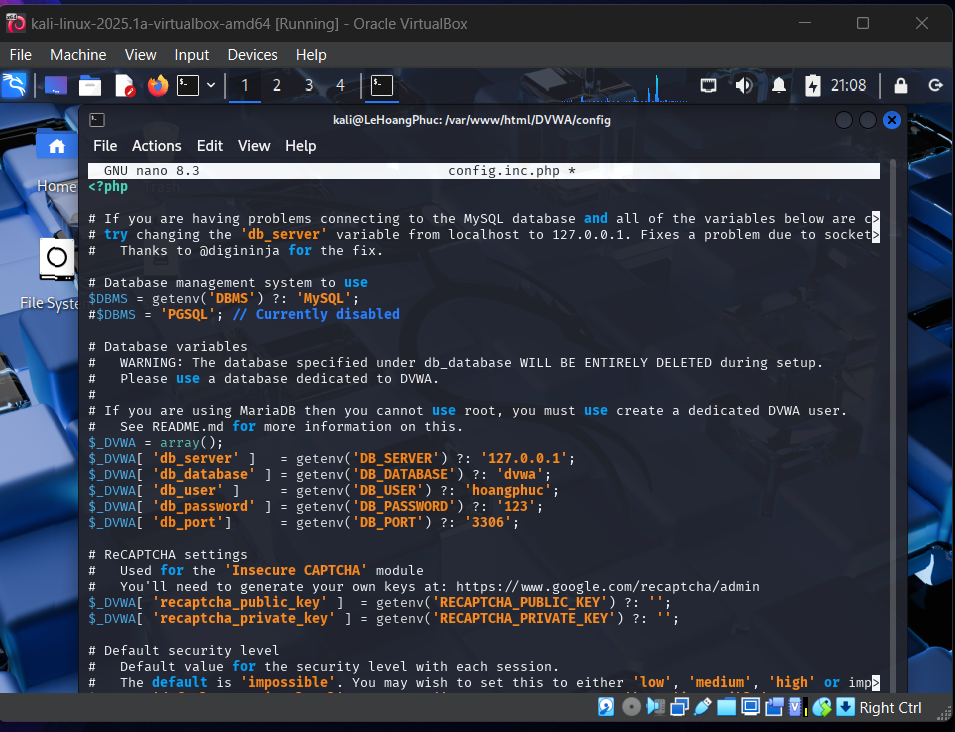 kali-linux-2025.1a-virtualbox-amd64 [Running] - Oracle VirtualBox
File Machine View Input Devices Help
1 2 3 4 21:08
kali@LeHoangPhuc: /var/www/html/DVWA/config
File Actions Edit View Help
GNU nano 8.3 config.inc.php *
<?php
# If you are having problems connecting to the MySQL database and all of the variables below are c>
# try changing the 'db_server' variable from localhost to 127.0.0.1. Fixes a problem due to socket>
#   Thanks to @digininja for the fix.
# Database management system to use
$DBMS = getenv('DBMS') ?: 'MySQL';
#$DBMS = 'PGSQL'; // Currently disabled
# Database variables
#   WARNING: The database specified under db_database WILL BE ENTIRELY DELETED during setup.
#   Please use a database dedicated to DVWA.
#
# If you are using MariaDB then you cannot use root, you must use create a dedicated DVWA user.
#   See README.md for more information on this.
$_DVWA = array();
$_DVWA[ 'db_server' ]   = getenv('DB_SERVER') ?: '127.0.0.1';
$_DVWA[ 'db_database' ] = getenv('DB_DATABASE') ?: 'dvwa';
$_DVWA[ 'db_user' ]     = getenv('DB_USER') ?: 'hoangphuc';
$_DVWA[ 'db_password' ] = getenv('DB_PASSWORD') ?: '123';
$_DVWA[ 'db_port']      = getenv('DB_PORT') ?: '3306';
# ReCAPTCHA settings
#   Used for the 'Insecure CAPTCHA' module
#   You'll need to generate your own keys at: https://www.google.com/recaptcha/admin
$_DVWA[ 'recaptcha_public_key' ]  = getenv('RECAPTCHA_PUBLIC_KEY') ?: '';
$_DVWA[ 'recaptcha_private_key' ] = getenv('RECAPTCHA_PRIVATE_KEY') ?: '';
# Default security level
#   Default value for the security level with each session.
#   The default is 'impossible'. You may wish to set this to either 'low', 'medium', 'high' or imp>
Home
Trash
File Syste
Right Ctrl